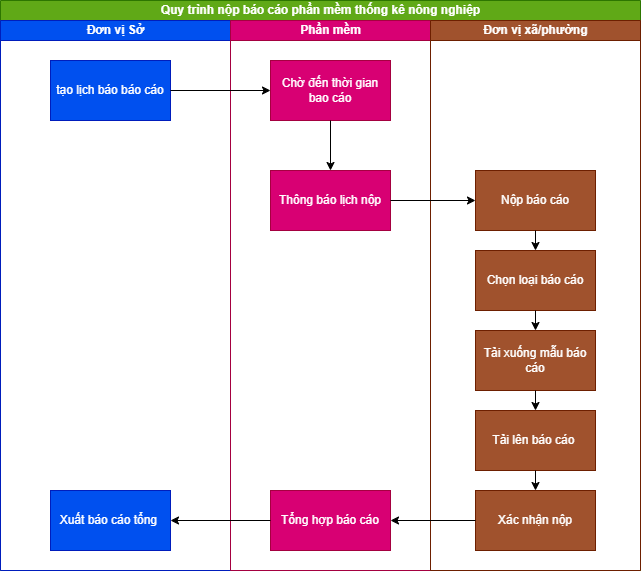 Quy trình nộp báo cáo phần mềm thống kê nông nghiệp
Đơn vị Sở
Phần mềm
Đơn vị xã/phường
tạo lịch báo báo cáo
Chờ đến thời gian
bao cáo
Thông báo lịch nộp
Nộp báo cáo
Chọn loại báo cáo
Tải xuống mẫu báo
cáo
Tải lên báo cáo
Xác nhận nộp
Tổng hợp báo cáo
Xuất báo cáo tổng